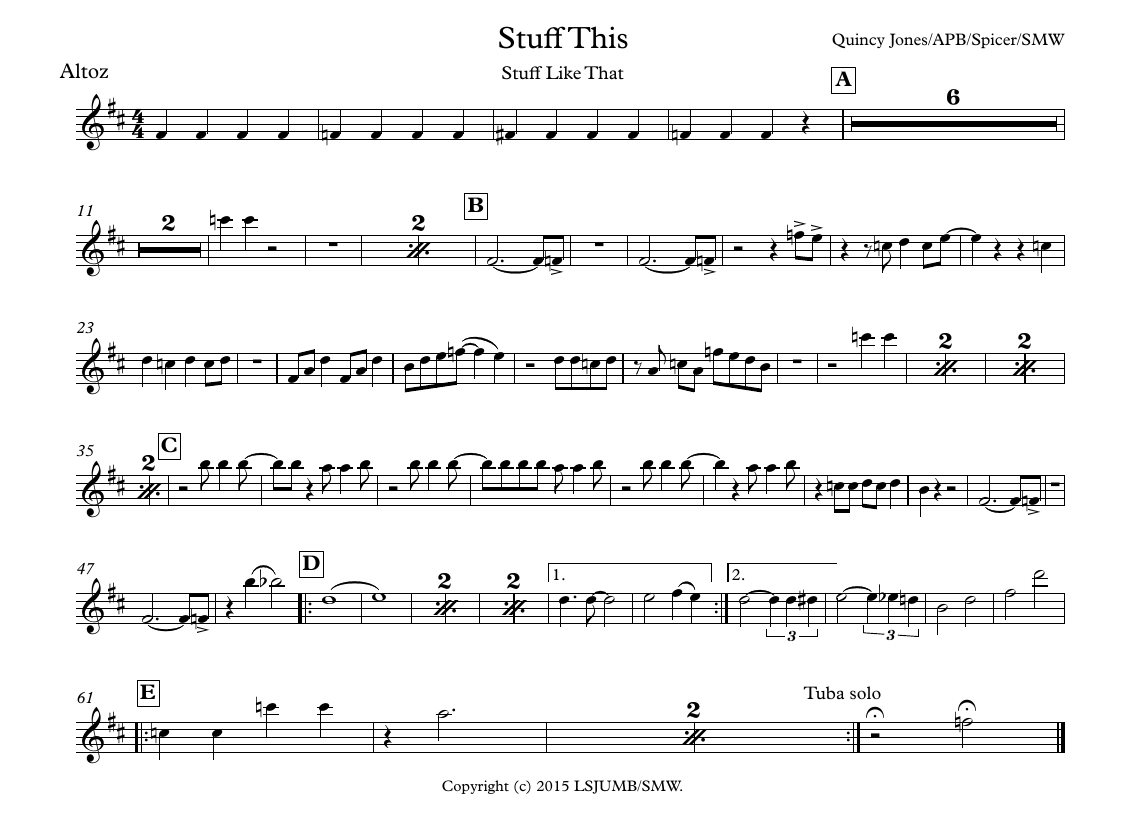 Stuff This
Quincy Jones/APB/Spicer/SMW
Altoz
Stuff Like That
A
6
4
4
11
2
2
B
23
2
2
35
2
C
47
D
2
2
1.
2.
3
3
61
E
2
Tuba solo
Copyright (c) 2015 LSJUMB/SMW.